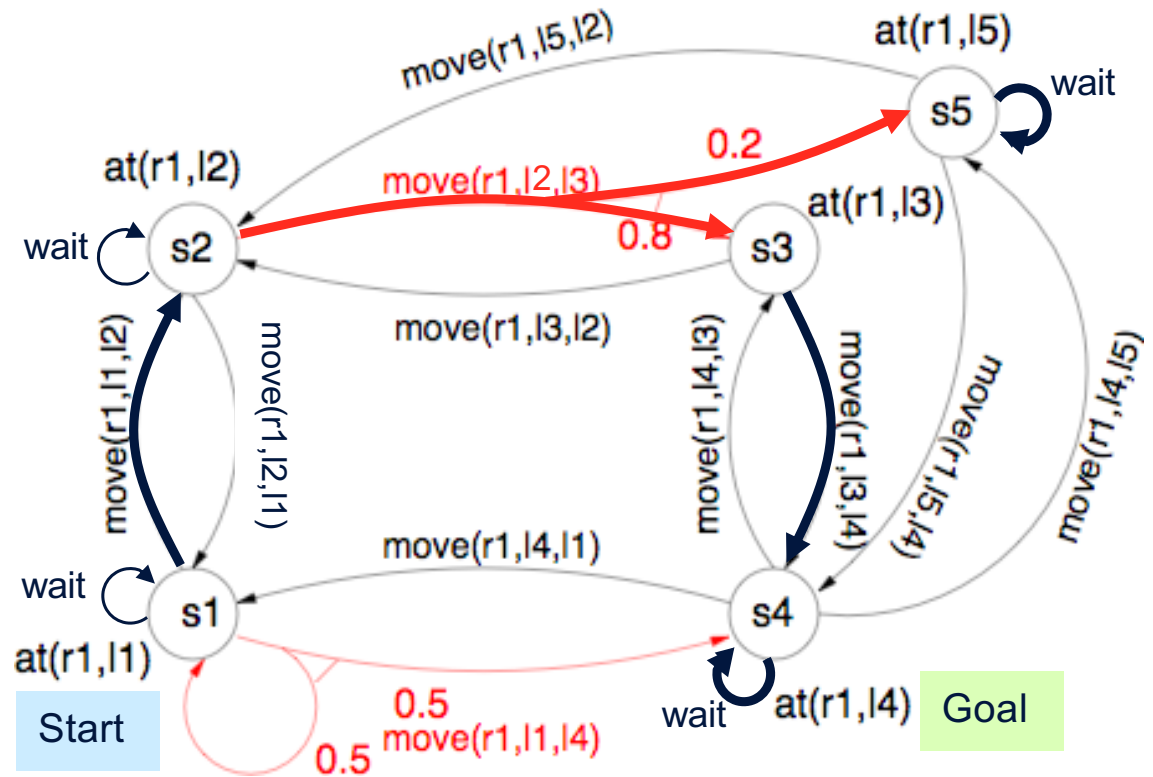 move(r1,l5,l2)
at(r1,l5)
s5
wait
0.2
at(r1,l2)
move(r1,l2,l3)
at(r1,l3)
wait
s2
0.8
s3
move(r1,l3,l2)
move(r1,l1,l2)
move(r1,l2,l1)
move(r1,l4,l3)
move(r1,l3,l4)
move(r1,l5,l4)
move(r1,l4,l5)
move(r1,l4,l1)
wait
s1
s4
at(r1,l1)
Start
0.5
0.5
move(r1,l1,l4)
wait
at(r1,l4)
Goal